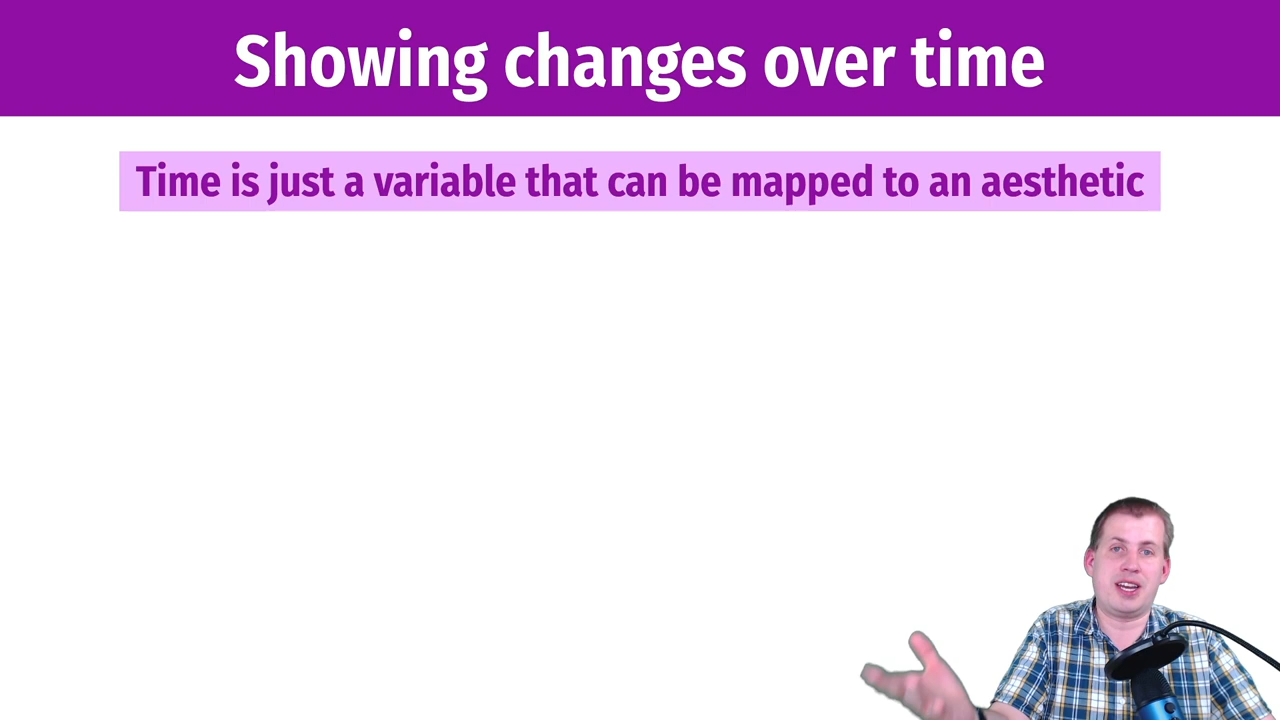 Showing changes over time
Time is just a variable that can be mapped to an aesthetic